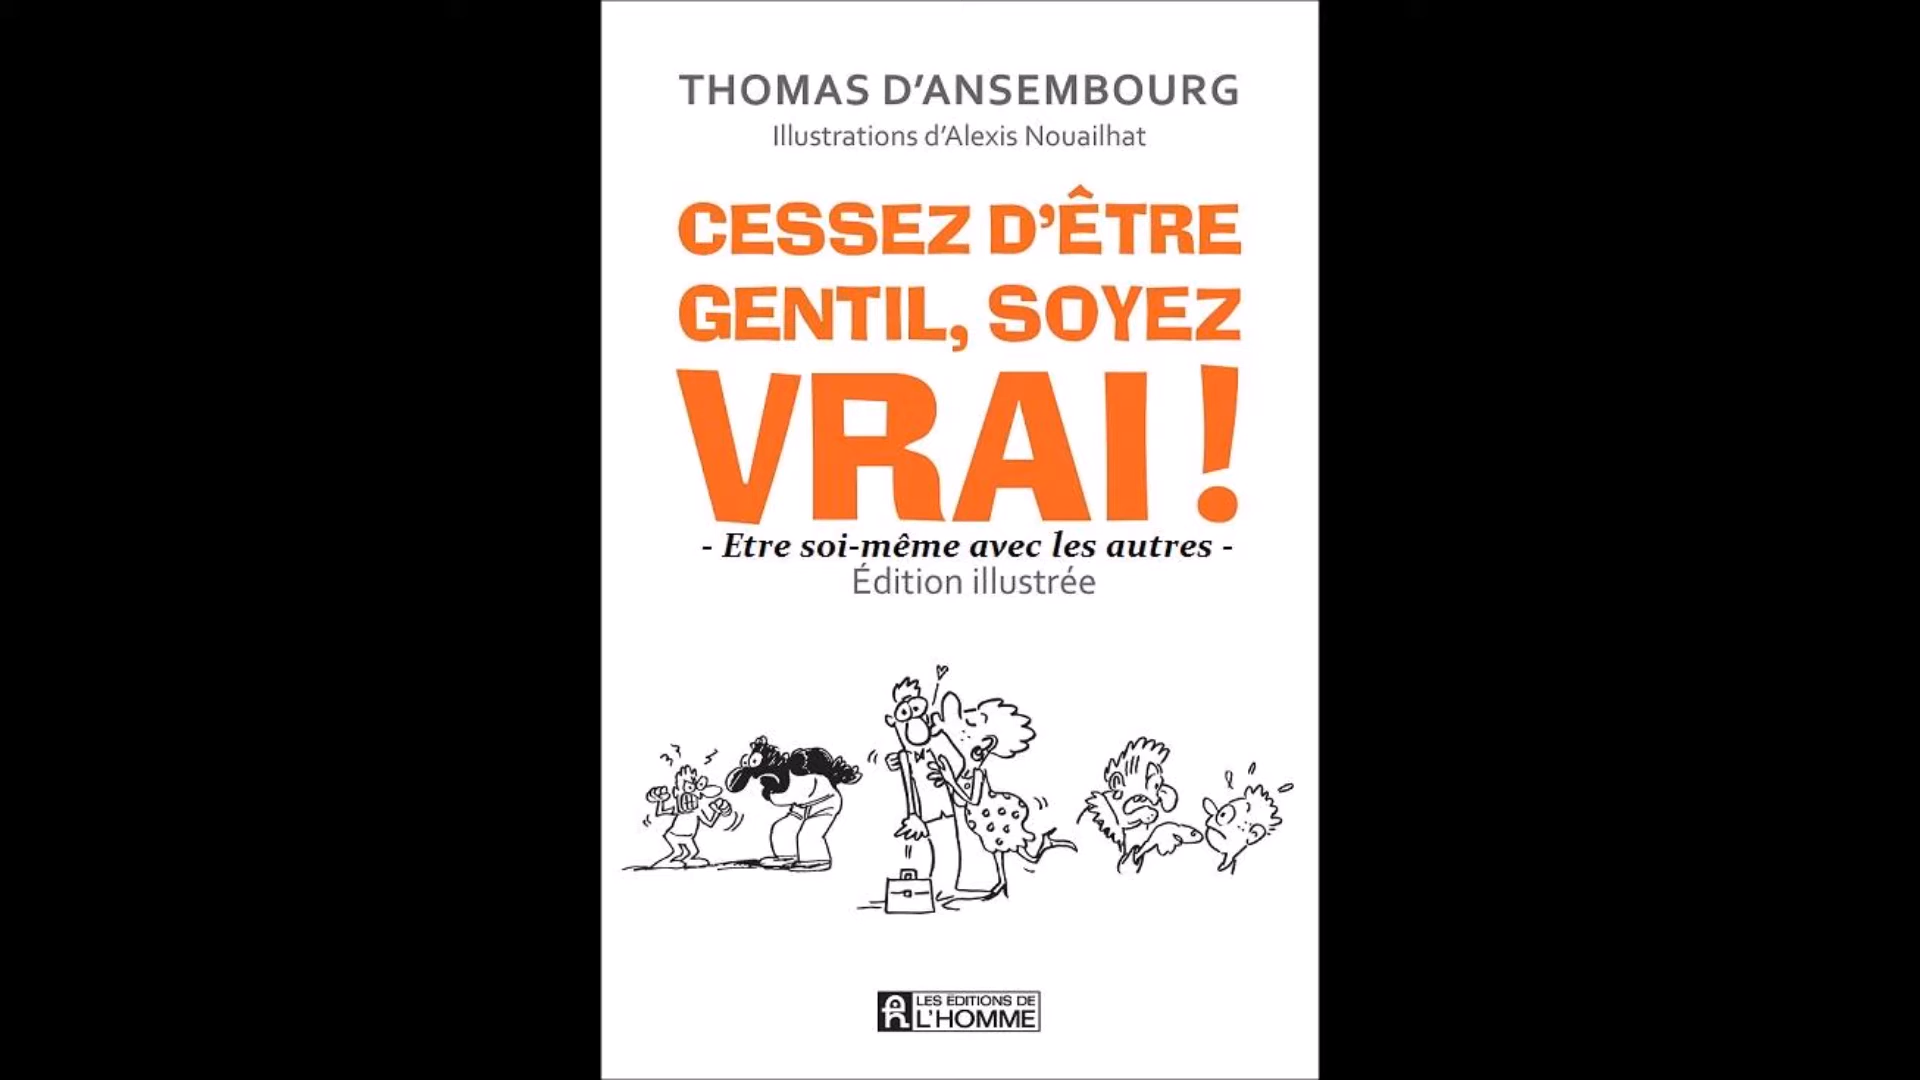 THOMAS D'ANSEMBOURG
Illustrations d'Alexis Nouailhat
CESSEZ D'ÊTRE
GENTIL, SOYEZ
VRAI !
- Etre soi-même avec les autres -
Édition illustrée
LES ÉDITIONS DE
L'HOMME